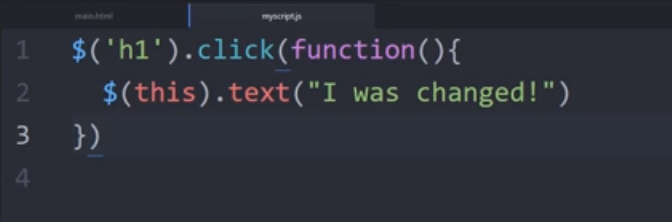 main.html
myscript.js
1 $('h1').click(function(){
2   $(this).text("I was changed!")
3 })
4